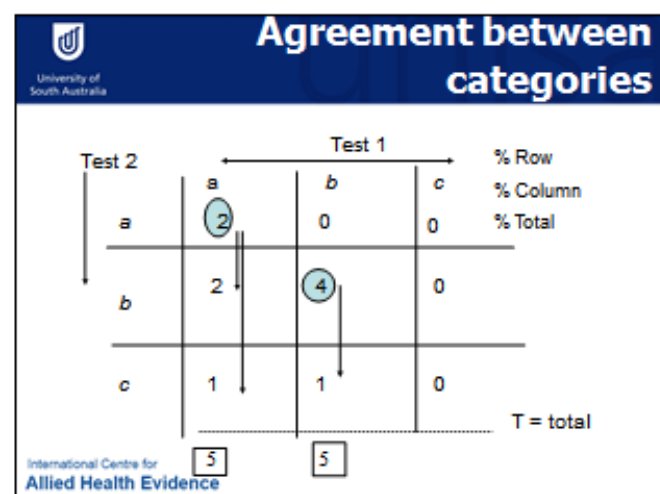 Agreement between
categories
University of
South Australia
Test 1
Test 2
% Row
a b c
% Column
a 2 0 0
% Total
b 2 4 0
c 1 1 0
T = total
5 5
International Centre for
Allied Health Evidence